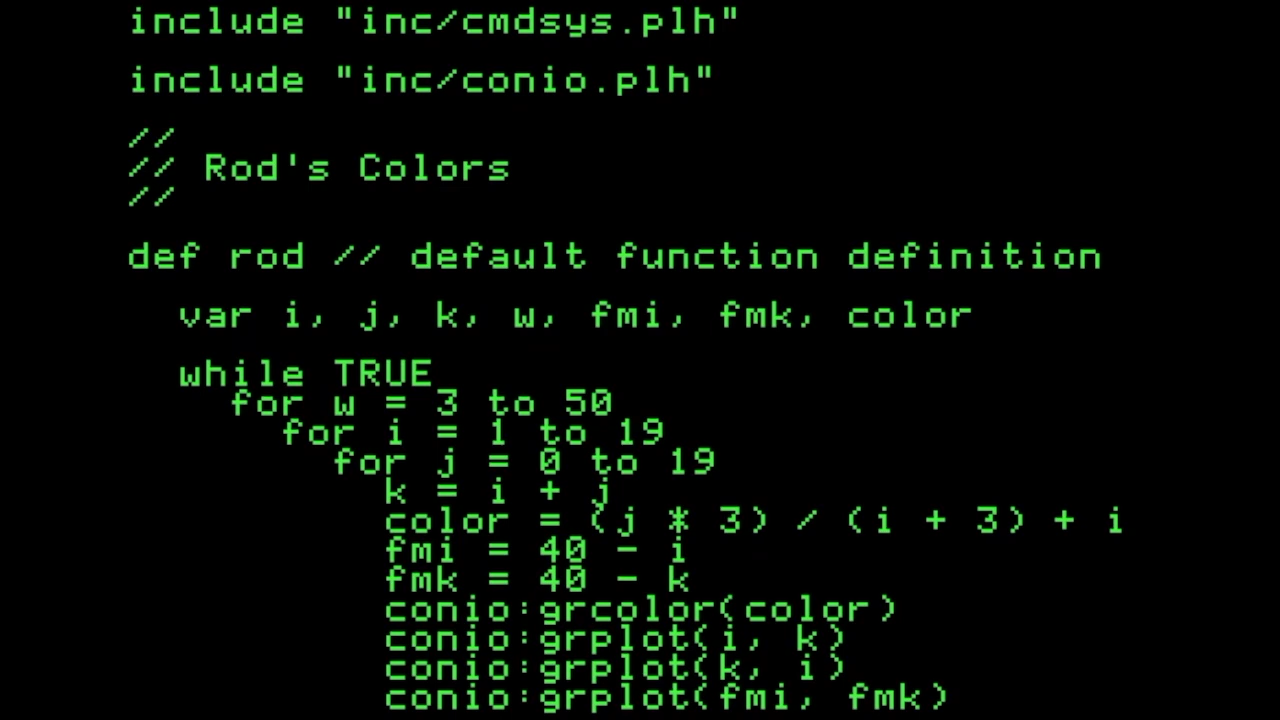 include "inc/cmdsys.plh"
include "inc/conio.plh"
//
// Rod's Colors
//
def rod // default function definition
var i, j, k, w, fmi, fmk, color
while TRUE
for w = 3 to 50
for i = 1 to 19
for j = 0 to 19
k = i + j
color = (j * 3) / (i + 3) + i
fmi = 40 - i
fmk = 40 - k
conio:grcolor(color)
conio:grplot(i, k)
conio:grplot(k, i)
conio:grplot(fmi, fmk)